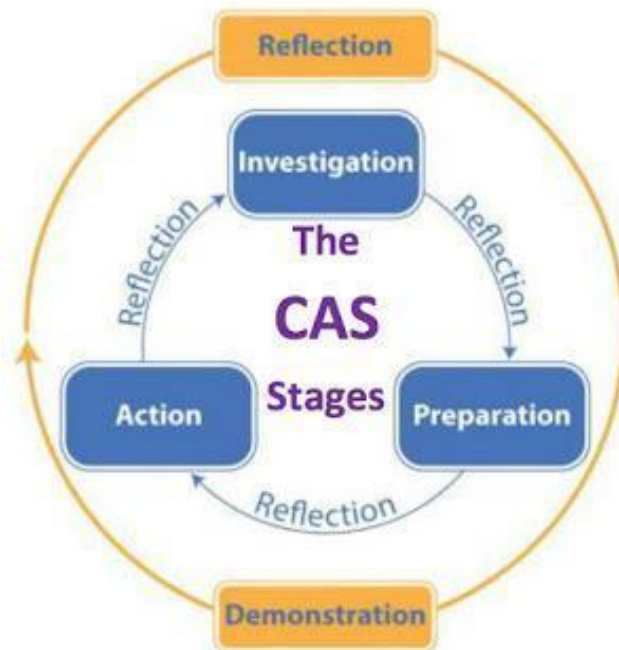 Reflection
Investigation
Reflection
Reflection
The
CAS
Stages
Action
Preparation
Reflection
Demonstration